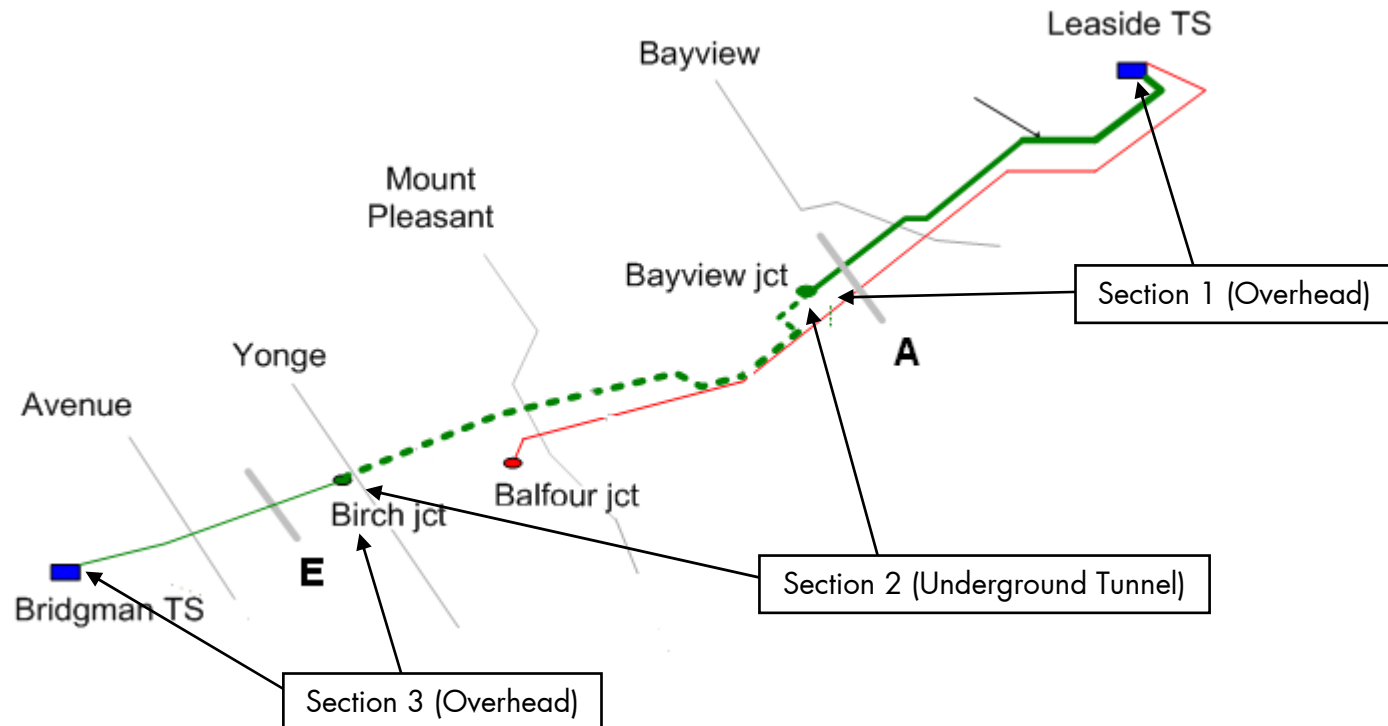 Leaside TS
Bayview
Mount
Pleasant
Bayview jct
Section 1 (Overhead)
A
Yonge
Avenue
Balfour jct
Birch jct
E
Section 2 (Underground Tunnel)
Bridgman TS
Section 3 (Overhead)